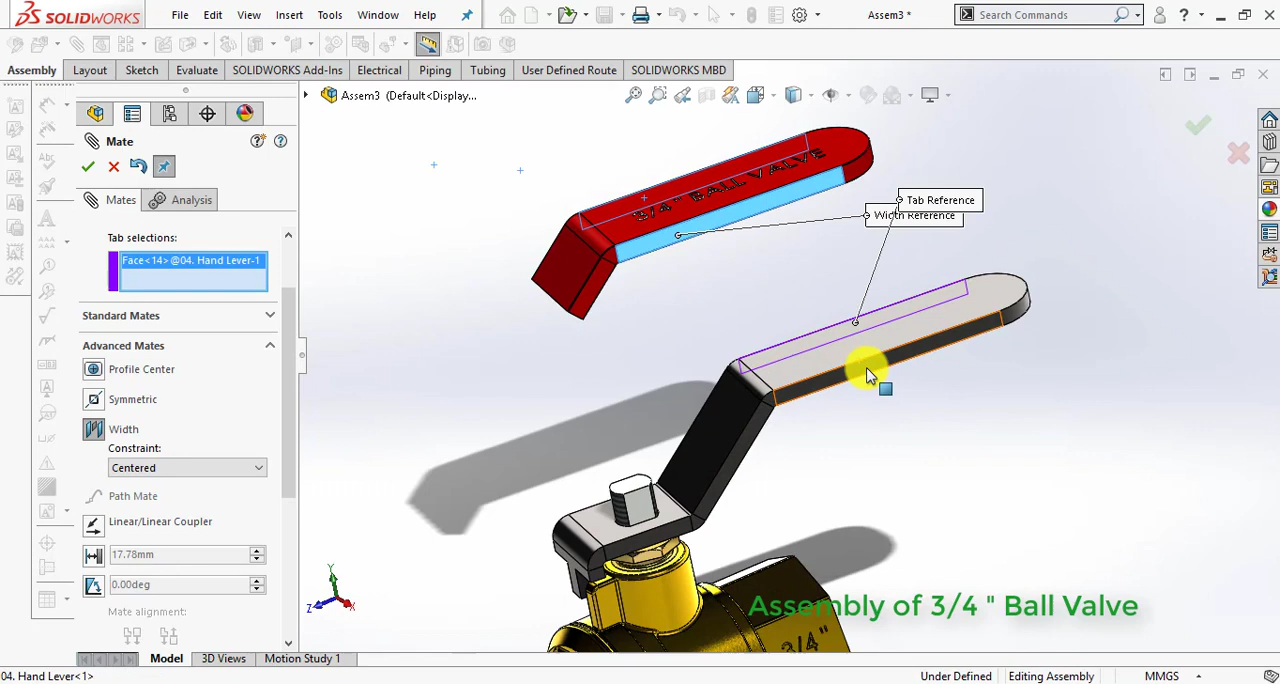 SOLIDWORKS File Edit View Insert Tools Window Help Assem3 * Search Commands ?
Assembly Layout Sketch Evaluate SOLIDWORKS Add-Ins Electrical Piping Tubing User Defined Route SOLIDWORKS MBD
Assem3 (Default<Display...
Mate
Mates Analysis
Tab selections:
Face<14>@04. Hand Lever-1
Standard Mates
Advanced Mates
Profile Center
Symmetric
Width
Constraint:
Centered
Path Mate
Linear/Linear Coupler
17.78mm
0.00deg
Mate alignment:
3/4" BALL VALVE
Tab Reference
Width Reference
3/4"
Y
Z
X
Assembly of 3/4 " Ball Valve
Model 3D Views Motion Study 1
04. Hand Lever<1> Under Defined Editing Assembly MMGS